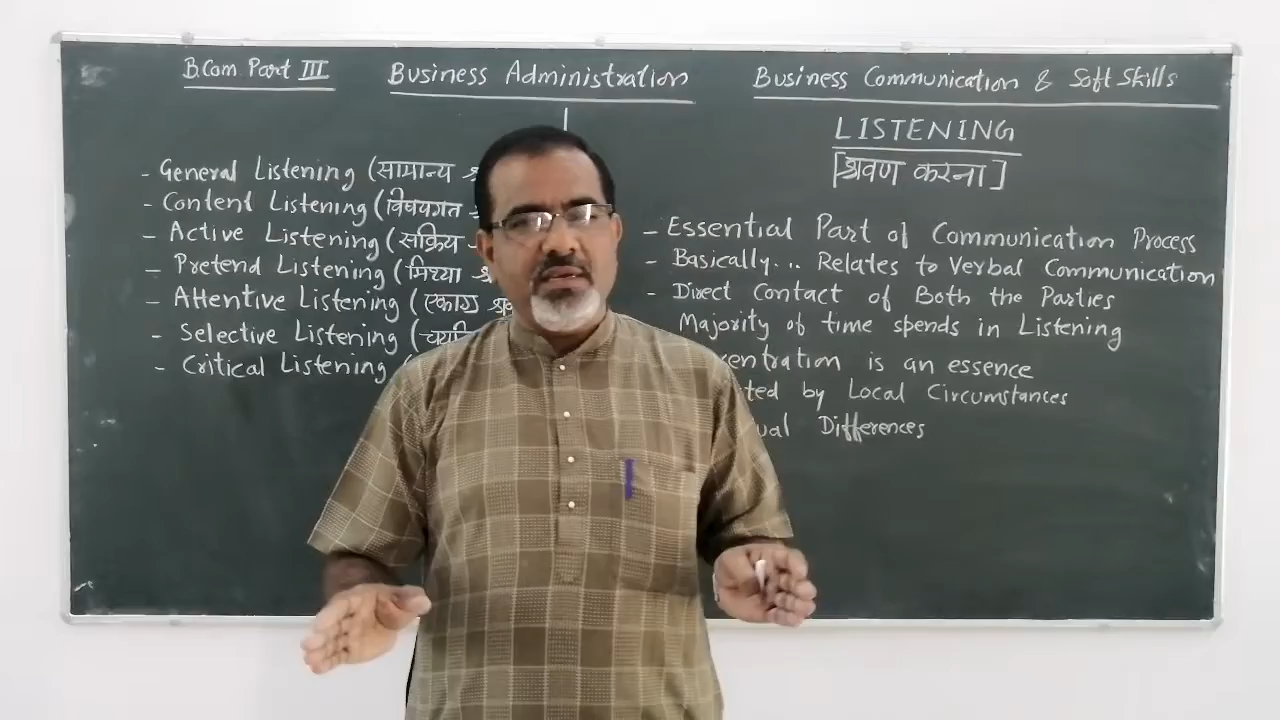 B.Com Part III
Business Administration
Business Communication & Soft Skills
- General Listening (सामान्य
- Content Listening (विषयगत
- Active Listening (सक्रिय
- Pretend Listening (मिथ्या
- Attentive Listening (एकाग्र
- Selective Listening
- Critical Listening (
LISTENING
[श्रवण करना]
- Essential Part of Communication Process
- Basically... Relates to Verbal Communication
- Direct Contact of Both the Parties
Majority of time spends in Listening
is an essence
by Local Circumstances
Differences